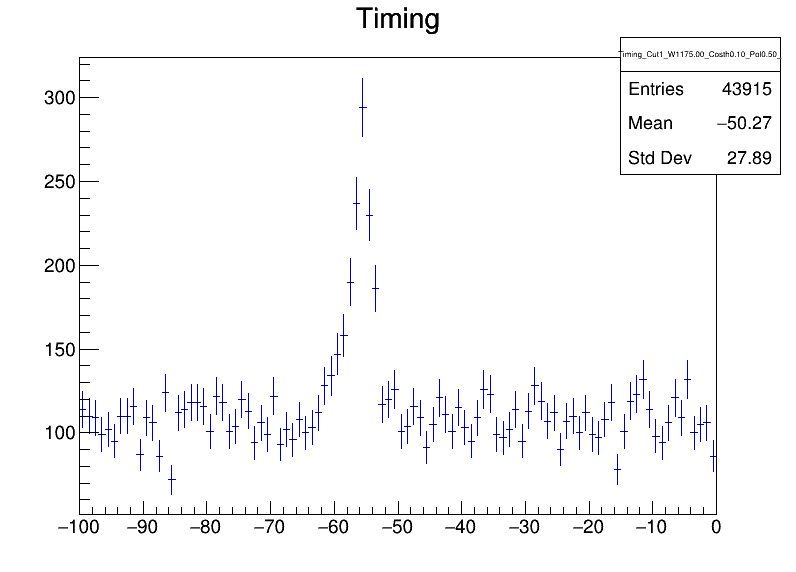 Timing
Timing_Cut1_W1175.00_Costh0.10_Pol0.50_
Entries 43915
Mean −50.27
Std Dev 27.89
300
250
200
150
100
−100 −90 −80 −70 −60 −50 −40 −30 −20 −10 0